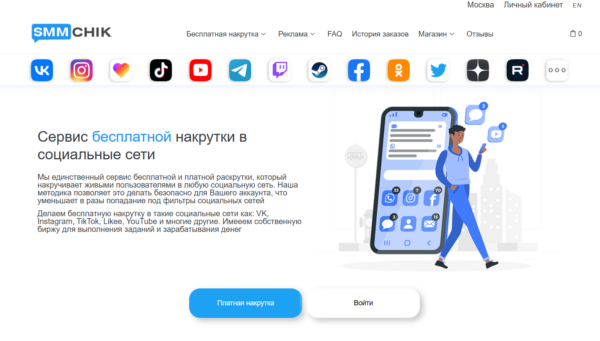 Москва Личный кабинет EN
SMMCHIK Бесплатная накрутка Реклама FAQ История заказов Магазин Отзывы 0
Сервис бесплатной накрутки в
социальные сети
Мы единственный сервис бесплатной и платной раскрутки, который
накручивает живыми пользователями в любую социальную сеть. Наша
методика позволяет это делать безопасно для Вашего аккаунта, что
уменьшает в разы попадание под фильтры социальных сетей
Делаем бесплатную накрутку в такие социальные сети как: VK,
Instagram, TikTok, Likee, YouTube и многие другие. Имееем собственную
биржу для выполнения заданий и зарабатывания денег
Платная накрутка Войти